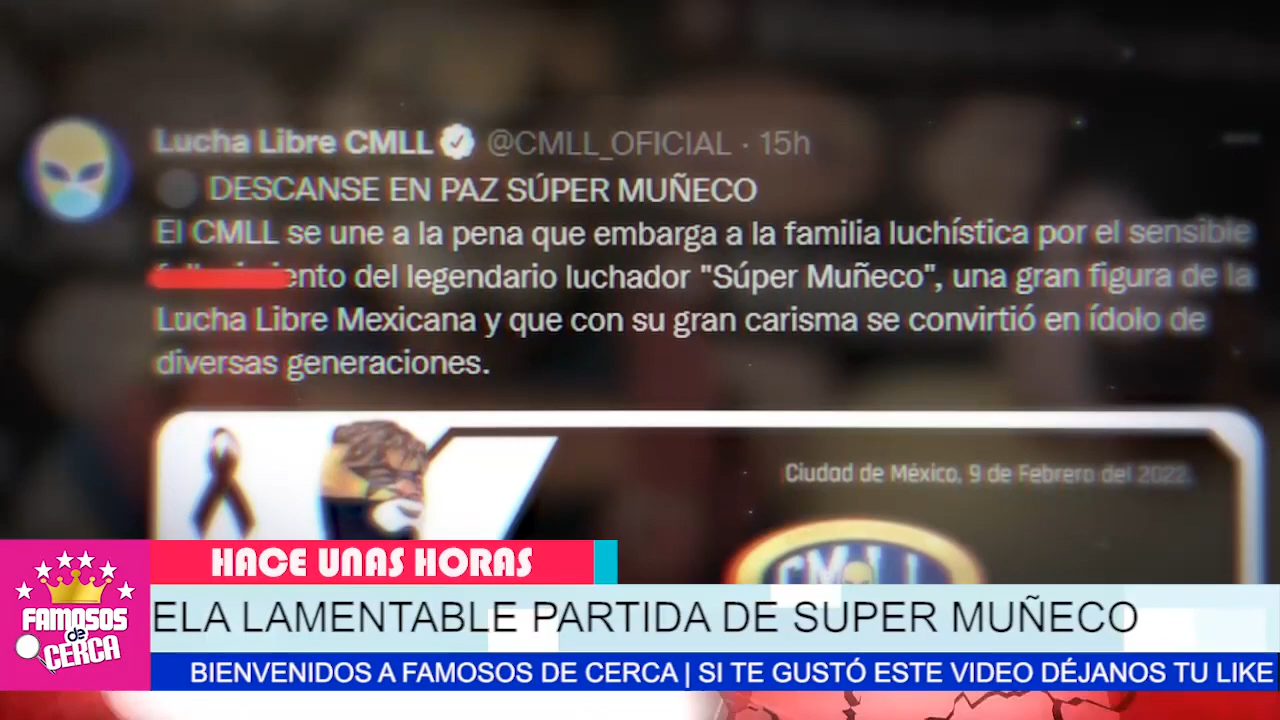 Lucha Libre CMLL @CMLL_OFICIAL · 15h
DESCANSE EN PAZ SÚPER MUÑECO
El CMLL se une a la pena que embarga a la familia luchística por el sensible
ento del legendario luchador "Súper Muñeco", una gran figura de la
Lucha Libre Mexicana y que con su gran carisma se convirtió en ídolo de
diversas generaciones.
Ciudad de México, 9 de Febrero del 2022.
CMLL
HACE UNAS HORAS
FAMOSOS
de
CERCA
ELA LAMENTABLE PARTIDA DE SUPER MUÑECO
BIENVENIDOS A FAMOSOS DE CERCA | SI TE GUSTÓ ESTE VIDEO DÉJANOS TU LIKE